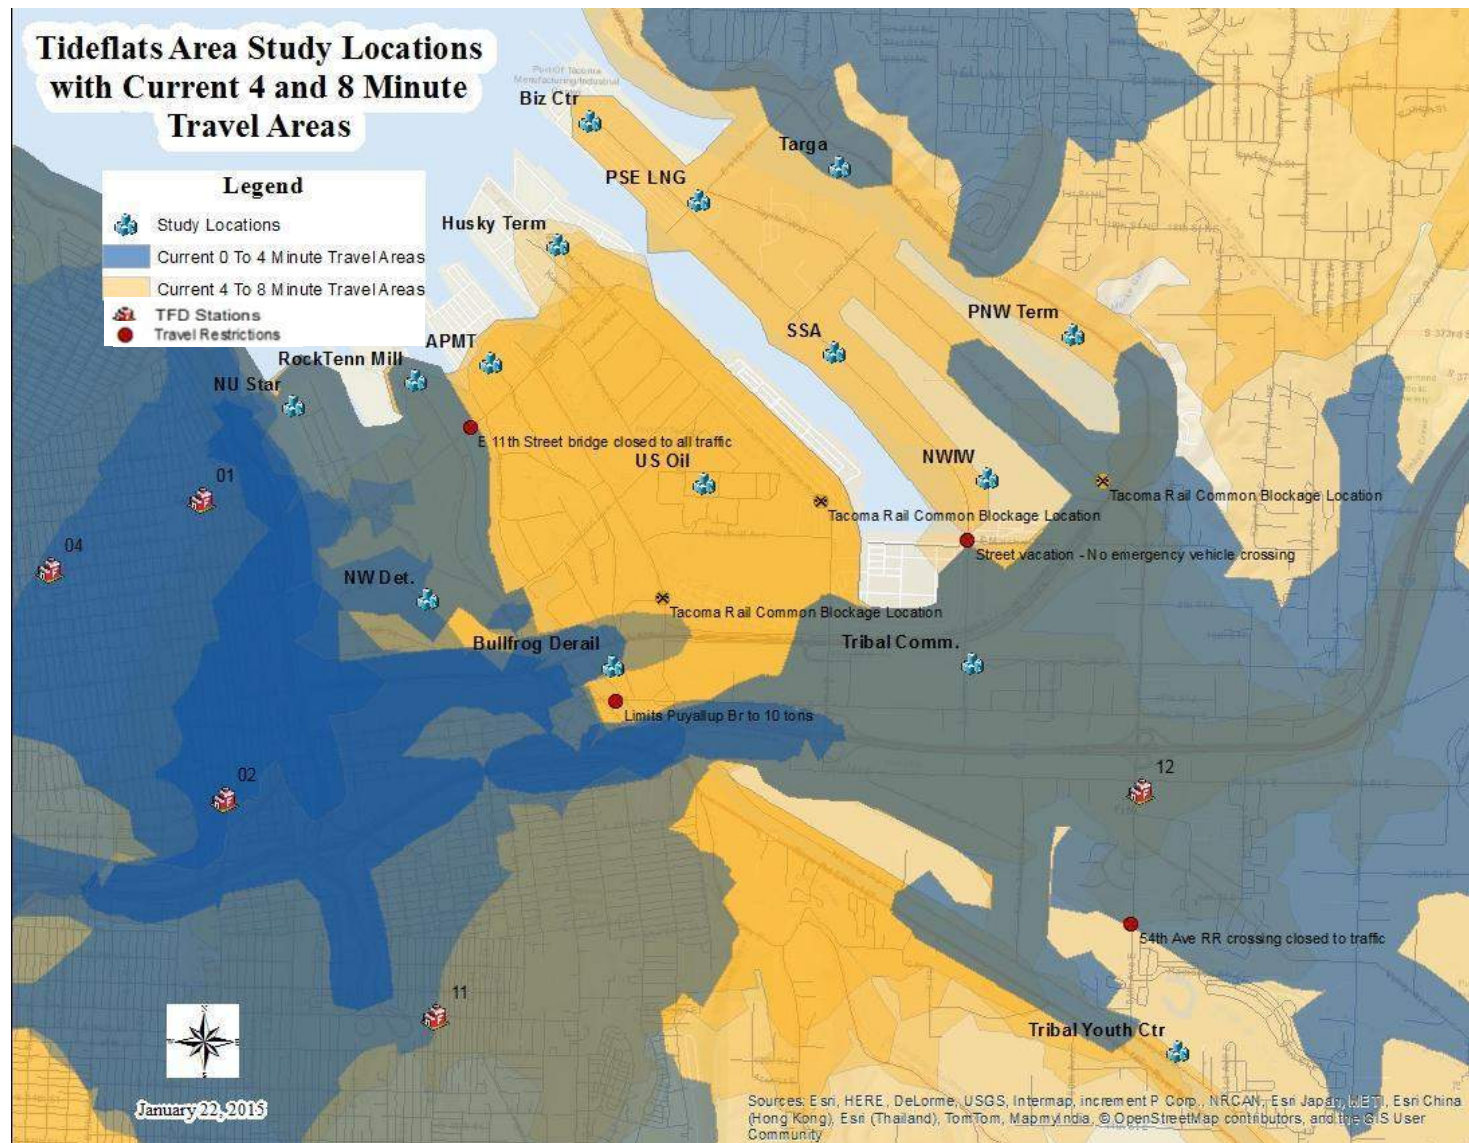 Tideflats Area Study Locations
with Current 4 and 8 Minute
Travel Areas
Legend
Study Locations
Current 0 To 4 Minute Travel Areas
Current 4 To 8 Minute Travel Areas
TFD Stations
Travel Restrictions
Port Of Tacoma
Manufacturing/Industrial
Biz Ctr
Targa
PSE LNG
Husky Term
PNW Term
SSA
APMT
RockTenn Mill
NU Star
E 11th Street bridge closed to all traffic
US Oil
NWIW
01
Tacoma Rail Common Blockage Location
Tacoma Rail Common Blockage Location
Street vacation - No emergency vehicle crossing
04
NW Det.
Tacoma Rail Common Blockage Location
Bullfrog Derail
Tribal Comm.
Limits Puyallup Br to 10 tons
02
12
54th Ave RR crossing closed to traffic
11
Tribal Youth Ctr
January 22, 2015
Sources: Esri, HERE, DeLorme, USGS, Intermap, increment P Corp., NRCAN, Esri Japan, METI, Esri China
(Hong Kong), Esri (Thailand), TomTom, MapmyIndia, © OpenStreetMap contributors, and the GIS User
Community